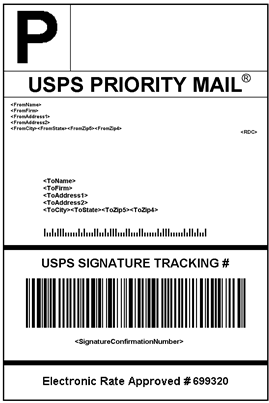 P
USPS PRIORITY MAIL®
<FromName>
<FromFirm>
<FromAddress1>
<FromAddress2>
<FromCity><FromState><FromZip5><FromZip4>
<RDC>
<ToName>
<ToFirm>
<ToAddress1>
<ToAddress2>
<ToCity><ToState><ToZip5><ToZip4>
USPS SIGNATURE TRACKING #
<SignatureConfirmationNumber>
Electronic Rate Approved # 699320